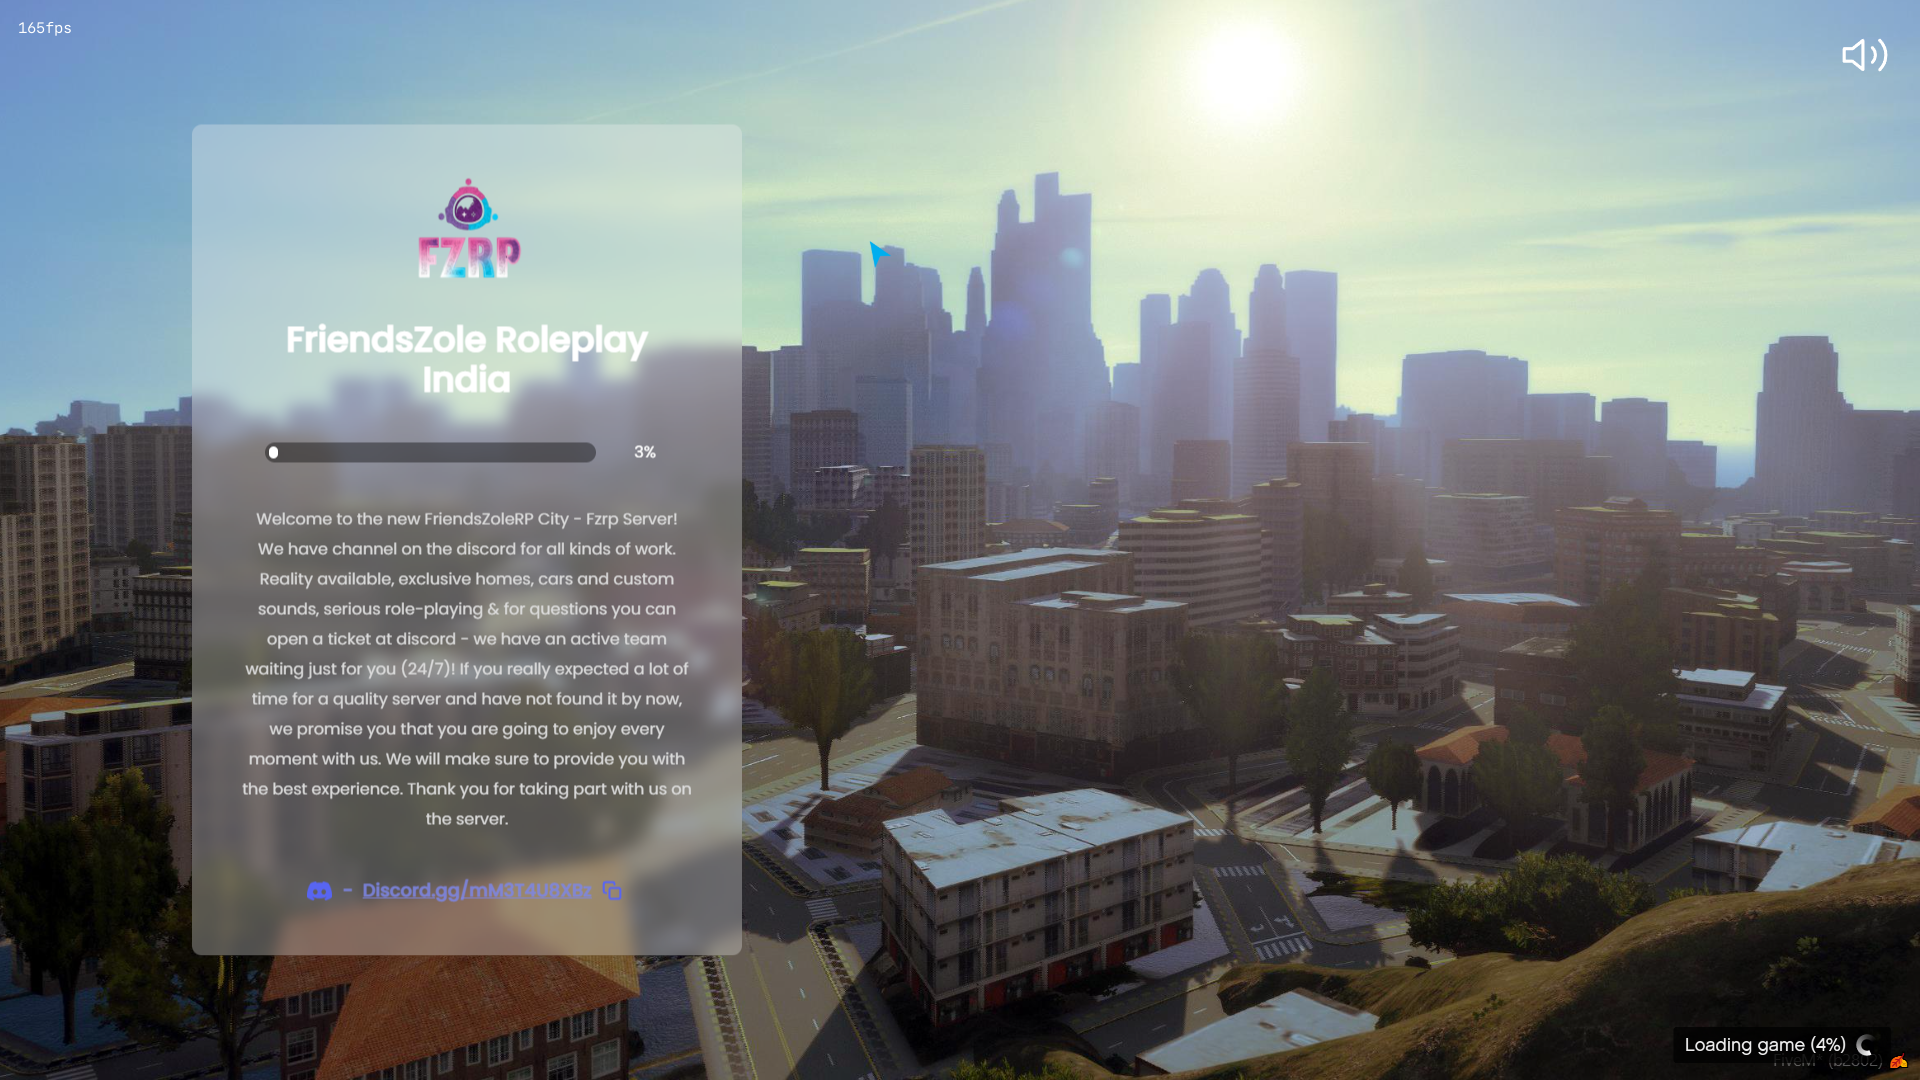 165fps
FZRP
FriendsZole Roleplay
India
3%
Welcome to the new FriendsZoleRP City - Fzrp Server!
We have channel on the discord for all kinds of work.
Reality available, exclusive homes, cars and custom
sounds, serious role-playing & for questions you can
open a ticket at discord - we have an active team
waiting just for you (24/7)! If you really expected a lot of
time for a quality server and have not found it by now,
we promise you that you are going to enjoy every
moment with us. We will make sure to provide you with
the best experience. Thank you for taking part with us on
the server.
-
Loading game (4%)
FiveM* (b2802)